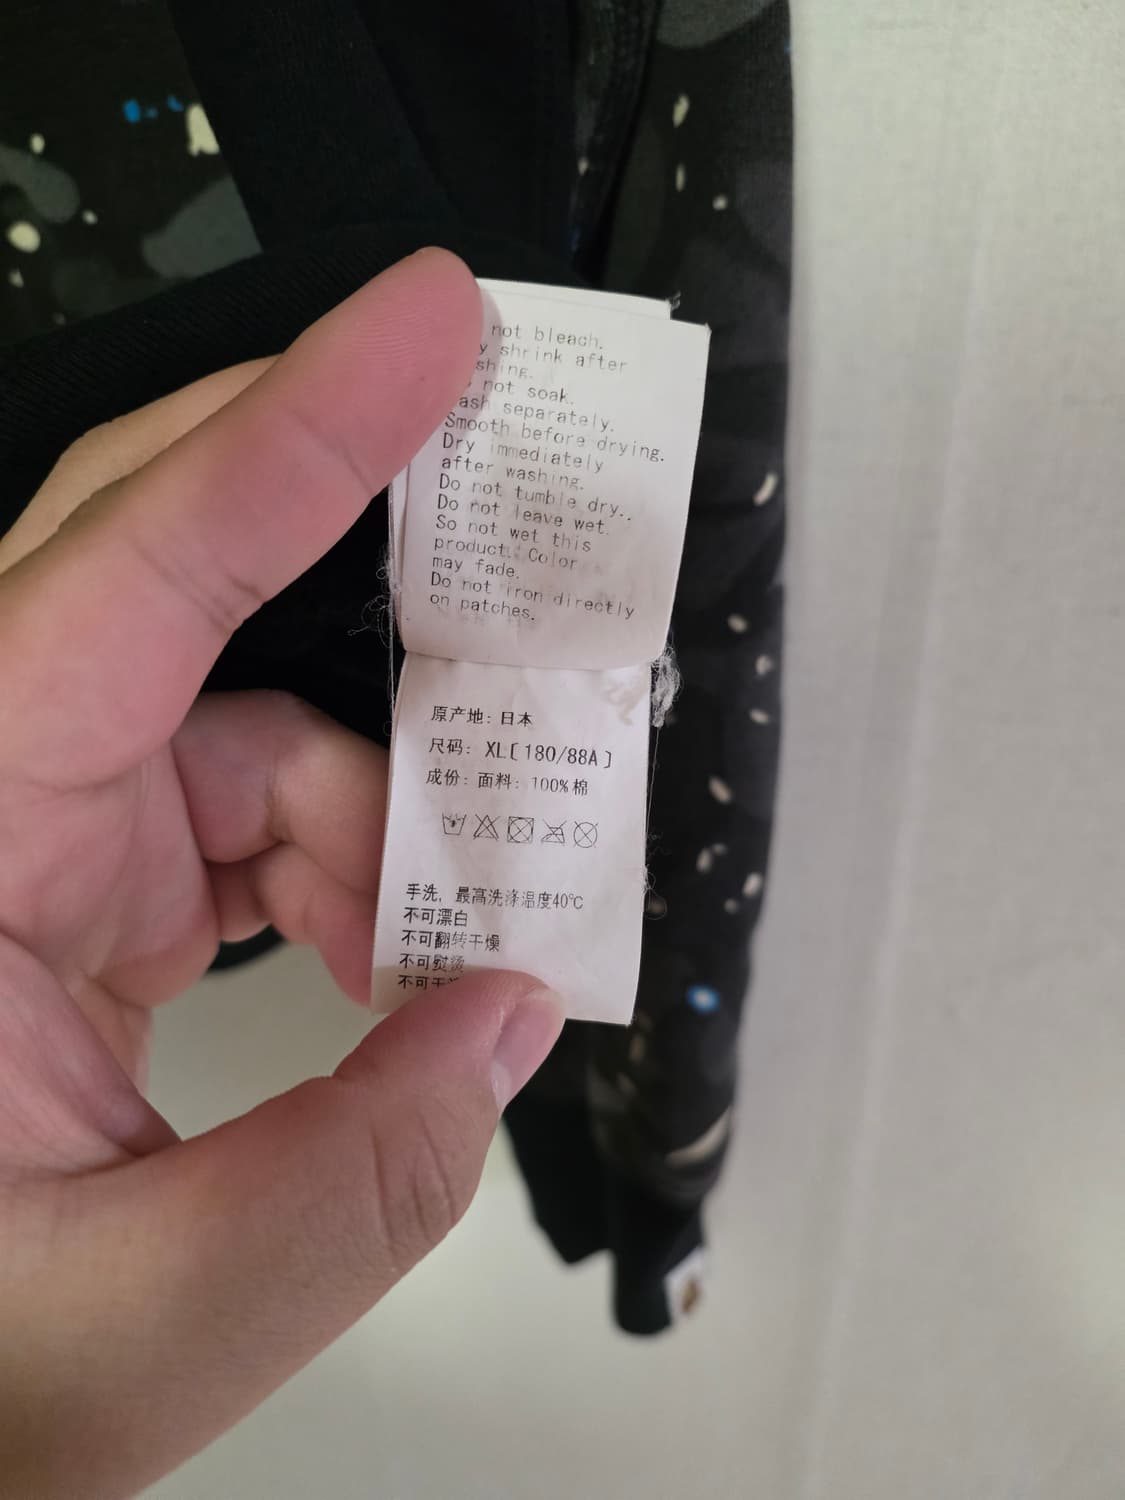 not bleach.
shrink after
not soak.
separately.
Smooth before drying.
Dry immediately
after washing.
Do not tumble dry..
Do not leave wet.
So not wet this
product. Color
may fade.
Do not iron directly
on patches.
原产地: 日本
尺码: XL[180/88A]
成份: 面料: 100%棉
手洗, 最高洗涤温度40℃
不可漂白
不可翻转干燥
不可熨烫
不可干